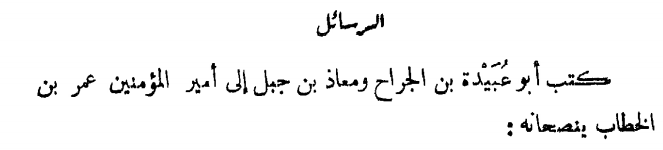 الرسائل
كتب أبو عُبَيْدة بن الجراح ومعاذ بن جبل إلى أمير المؤمنين عمر بن
الخطاب ينصحانه :